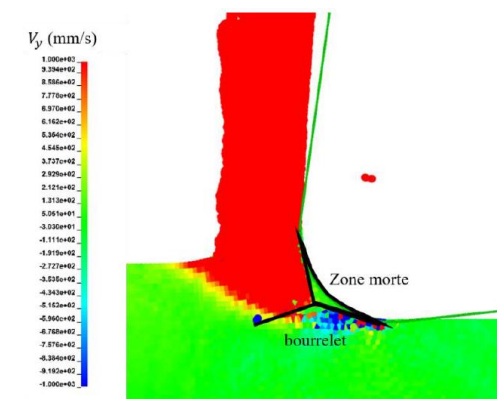 V_y (mm/s)
1.000e+03
9.394e+02
8.586e+02
7.778e+02
6.970e+02
6.162e+02
5.354e+02
4.545e+02
3.737e+02
2.929e+02
2.121e+02
1.313e+02
5.051e+01
-3.030e+01
-1.111e+02
-1.919e+02
-2.727e+02
-3.535e+02
-4.343e+02
-5.152e+02
-5.960e+02
-6.768e+02
-7.576e+02
-8.384e+02
-9.192e+02
-1.000e+03
Zone morte
bourrelet